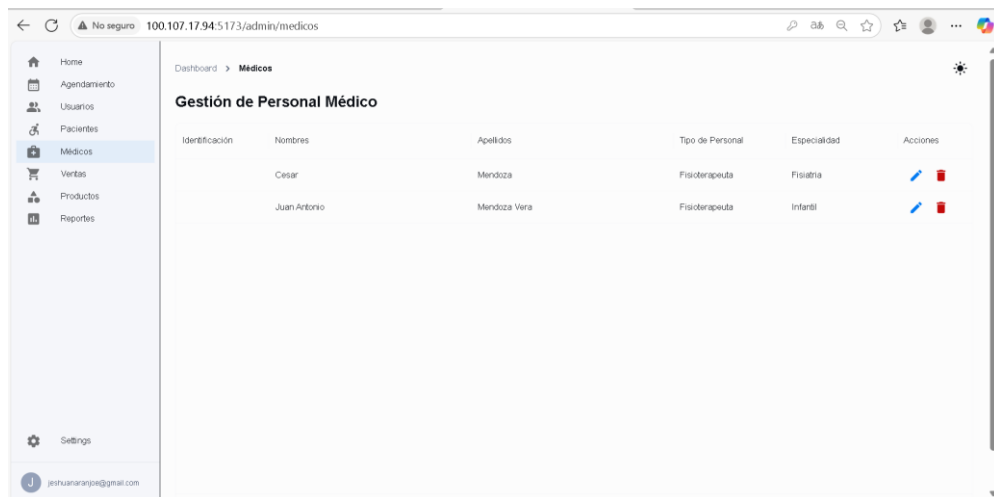 No seguro 100.107.17.94:5173/admin/medicos
Home
Agendamiento
Usuarios
Pacientes
Médicos
Ventas
Productos
Reportes
Settings
J jeshuanaranjoe@gmail.com
Dashboard > Médicos
Gestión de Personal Médico
Identificación Nombres Apellidos Tipo de Personal Especialidad Acciones
Cesar Mendoza Fisioterapeuta Fisiatria
Juan Antonio Mendoza Vera Fisioterapeuta Infantil